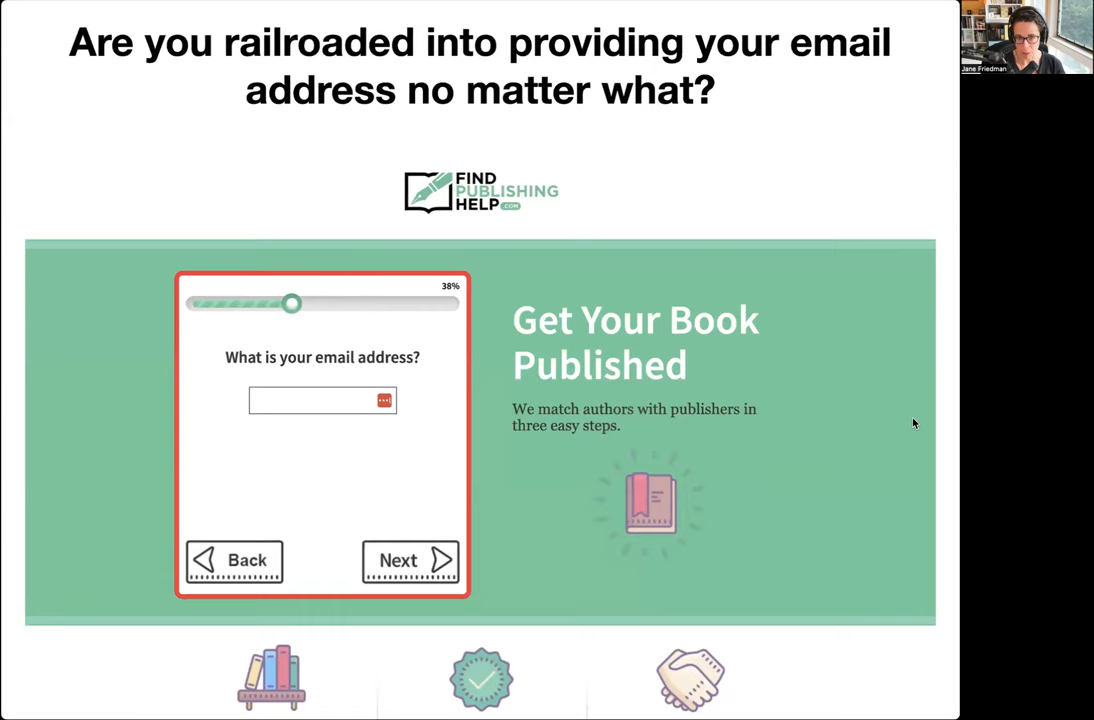 Are you railroaded into providing your email
address no matter what?
Jane Friedman
FIND
PUBLISHING
HELP.COM
38%
What is your email address?
Back
Next
Get Your Book
Published
We match authors with publishers in
three easy steps.